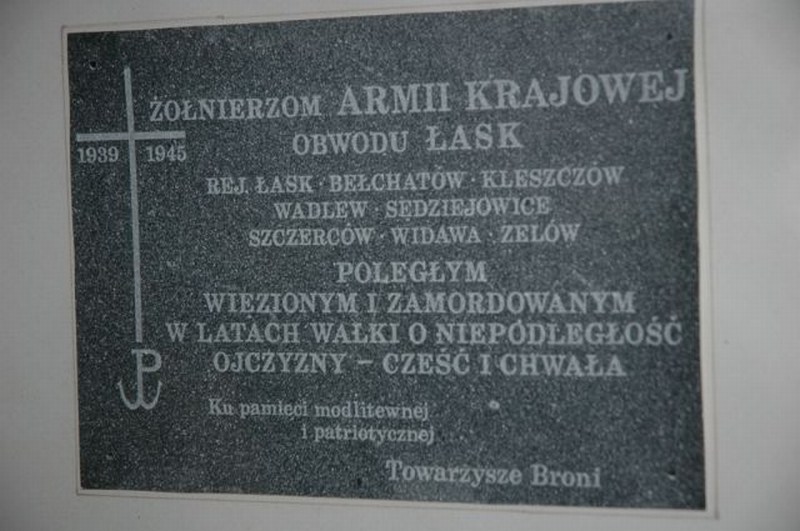 ŻOŁNIERZOM ARMII KRAJOWEJ
OBWODU ŁASK
1939 1945
REJ. ŁASK · BEŁCHATÓW · KLESZCZÓW
WADLEW · SĘDZIEJOWICE
SZCZERCÓW · WIDAWA · ZELÓW
POLEGŁYM
WIĘZIONYM I ZAMORDOWANYM
W LATACH WALKI O NIEPODLEGŁOŚĆ
OJCZYZNY – CZEŚĆ I CHWAŁA
PW
Ku pamięci modlitewnej
i patriotycznej
Towarzysze Broni